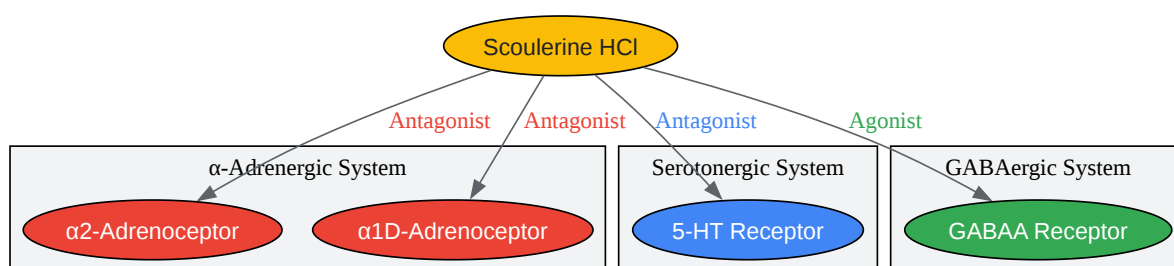 Scoulerine HCl
Antagonist Antagonist Antagonist Agonist
α-Adrenergic System Serotonergic System GABAergic System
α2-Adrenoceptor α1D-Adrenoceptor 5-HT Receptor GABAA Receptor